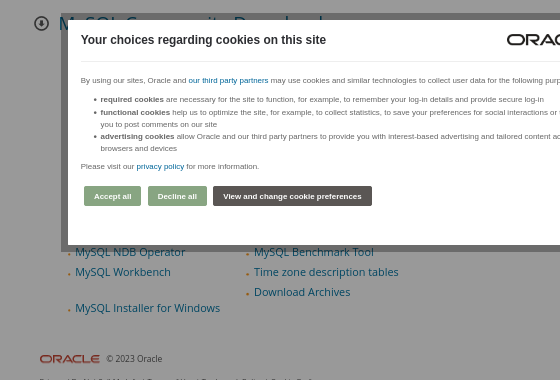 Your choices regarding cookies on this site
ORAC
By using our sites, Oracle and our third party partners may use cookies and similar technologies to collect user data for the following purp
• required cookies are necessary for the site to function, for example, to remember your log-in details and provide secure log-in
• functional cookies help us to optimize the site, for example, to collect statistics, to save your preferences for social interactions or
you to post comments on our site
• advertising cookies allow Oracle and our third party partners to provide you with interest-based advertising and tailored content ac
browsers and devices
Please visit our privacy policy for more information.
Accept all Decline all View and change cookie preferences
MySQL NDB Operator
MySQL Benchmark Tool
MySQL Workbench
Time zone description tables
Download Archives
MySQL Installer for Windows
ORACLE © 2023 Oracle